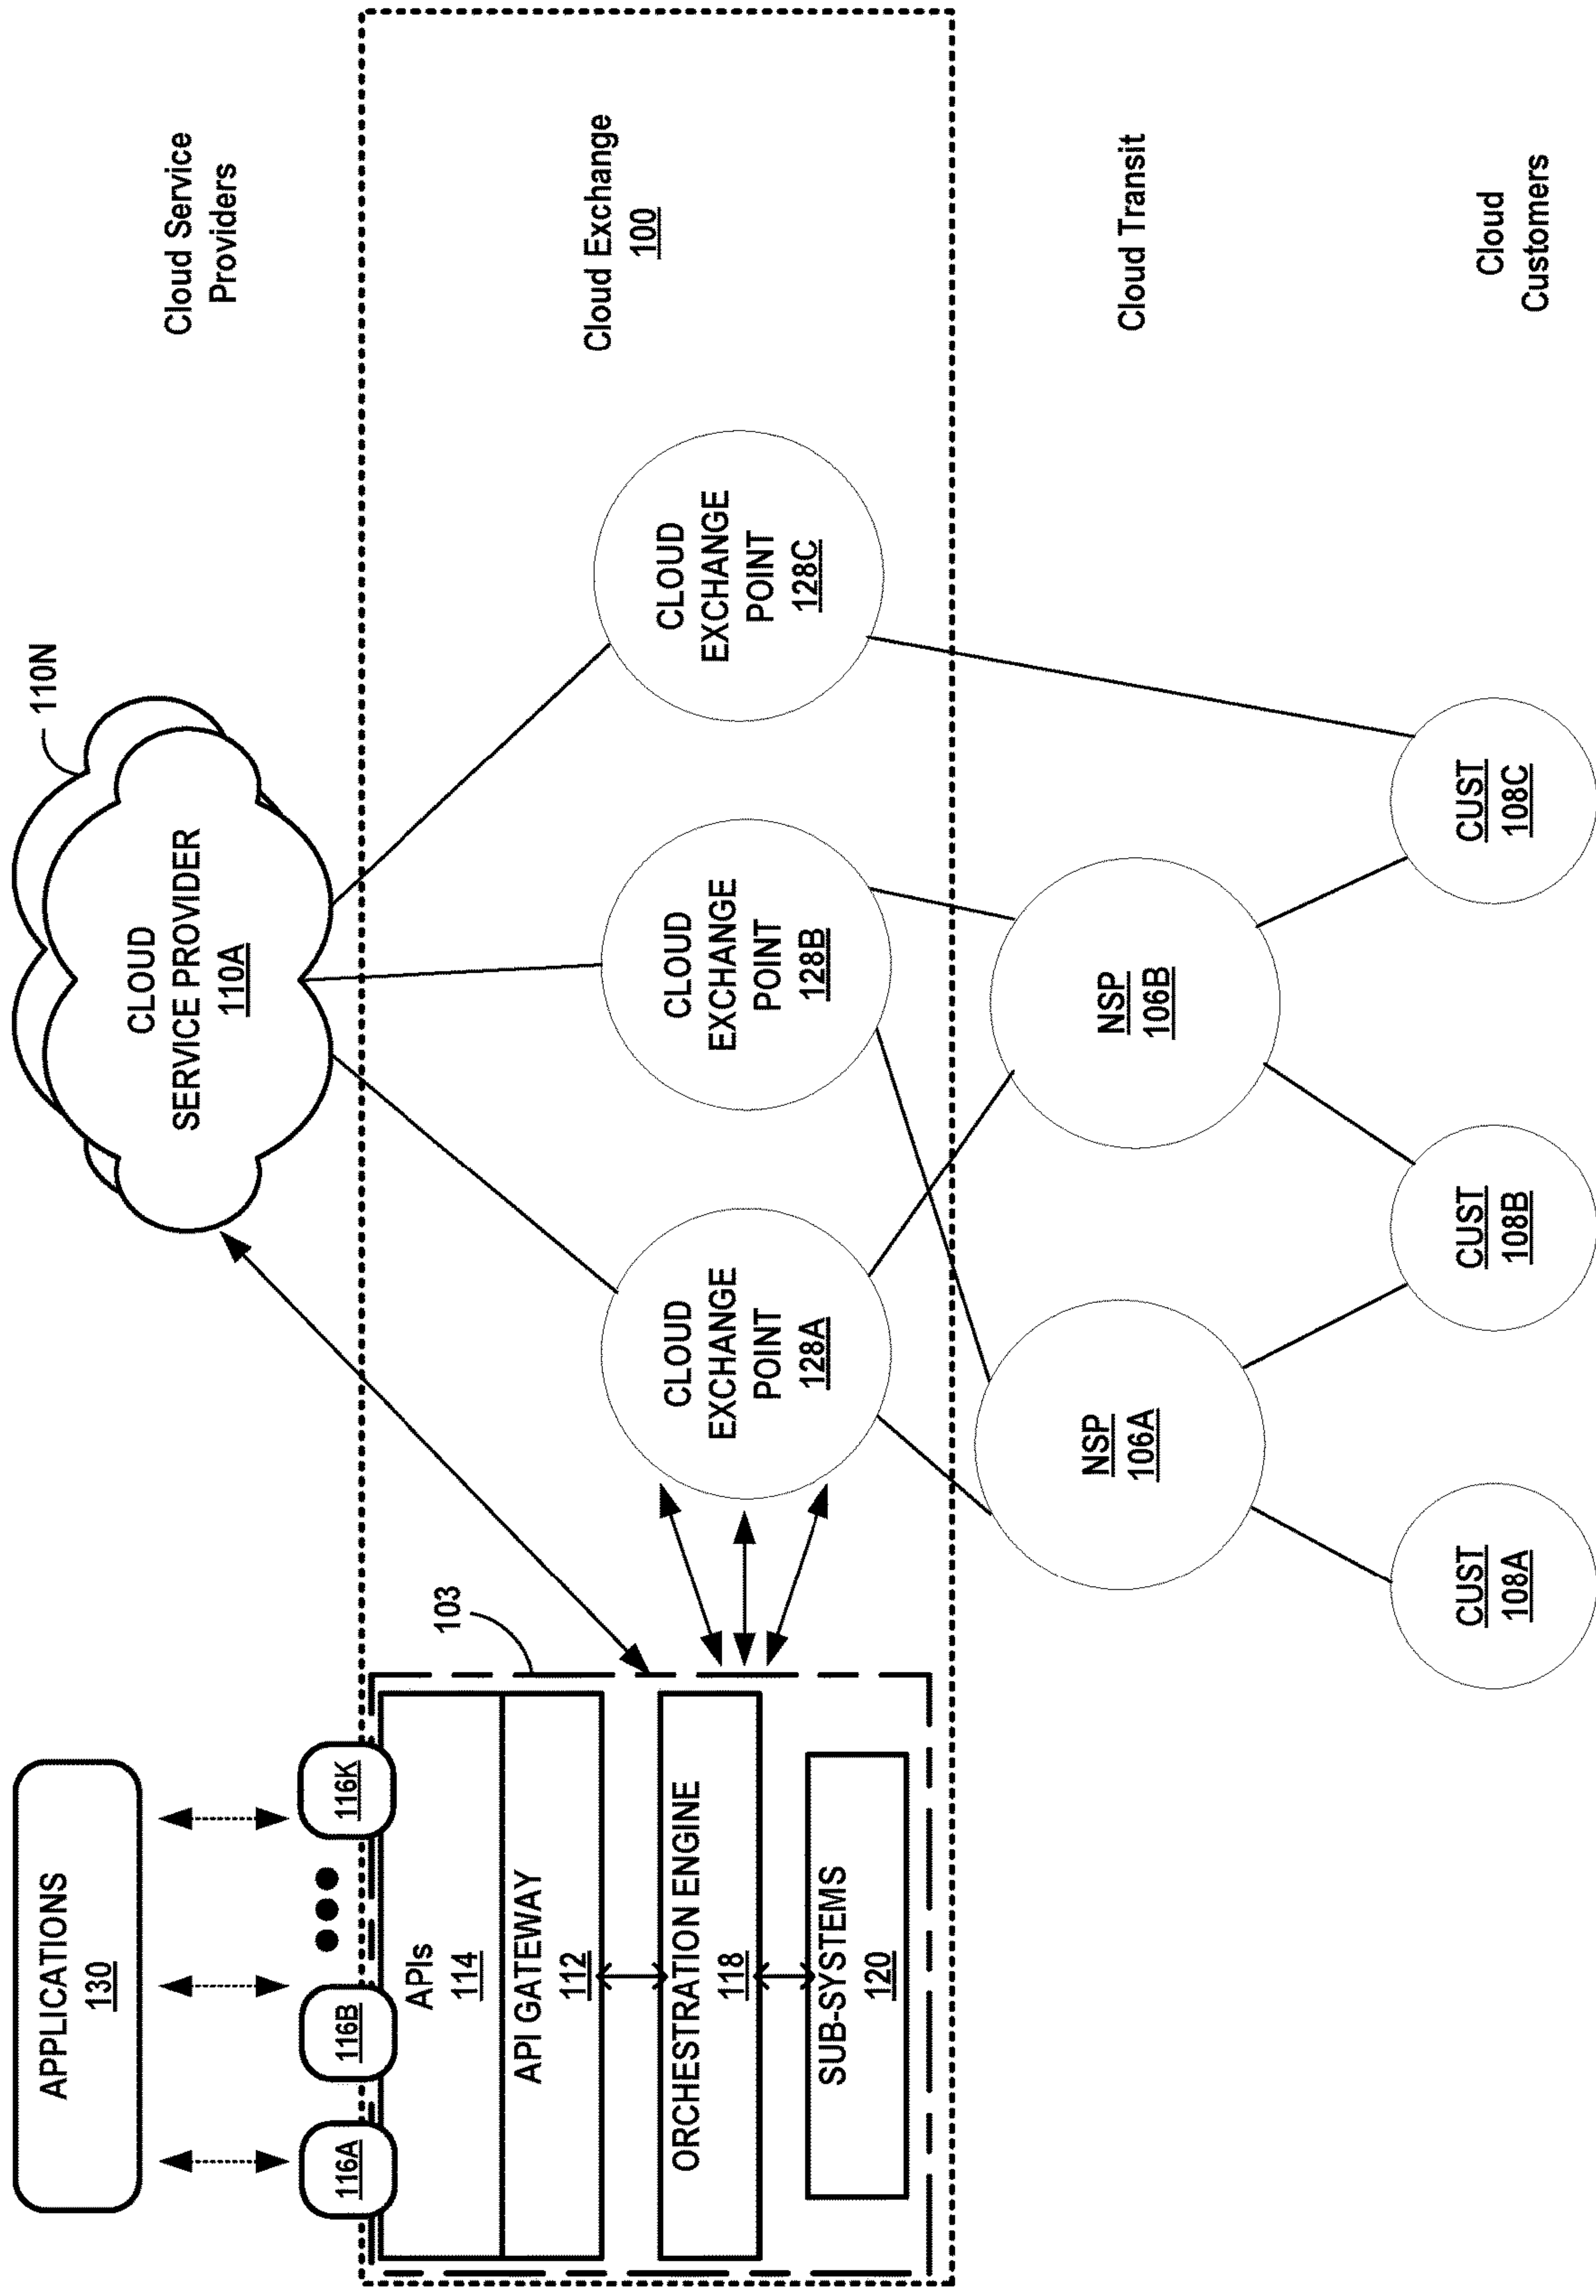 APPLICATIONS
130
116A
116B
116K
APIs
114
API GATEWAY
112
ORCHESTRATION ENGINE
118
SUB-SYSTEMS
120
103
CLOUD
SERVICE PROVIDER
110A
110N
CLOUD
EXCHANGE
POINT
128A
CLOUD
EXCHANGE
POINT
128B
CLOUD
EXCHANGE
POINT
128C
NSP
106A
NSP
106B
CUST
108A
CUST
108B
CUST
108C
Cloud Service
Providers
Cloud Exchange
100
Cloud Transit
Cloud
Customers